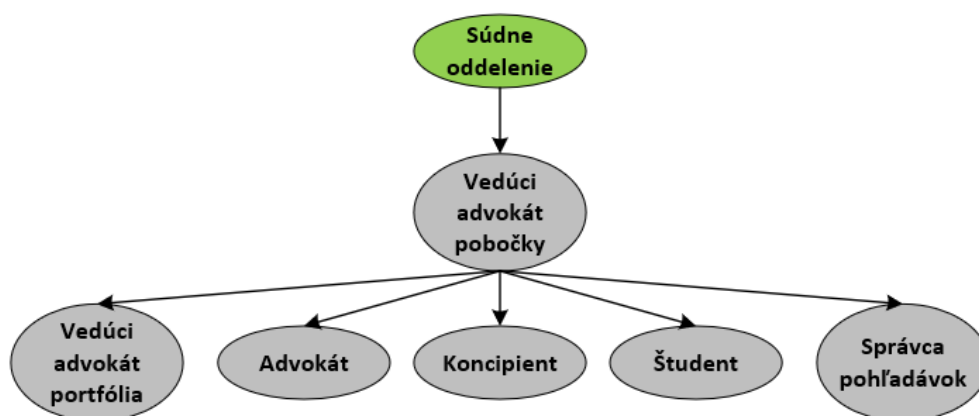 Súdne
oddelenie
Vedúci
advokát
pobočky
Vedúci
advokát
portfólia
Advokát
Koncipient
Študent
Správca
pohľadávok